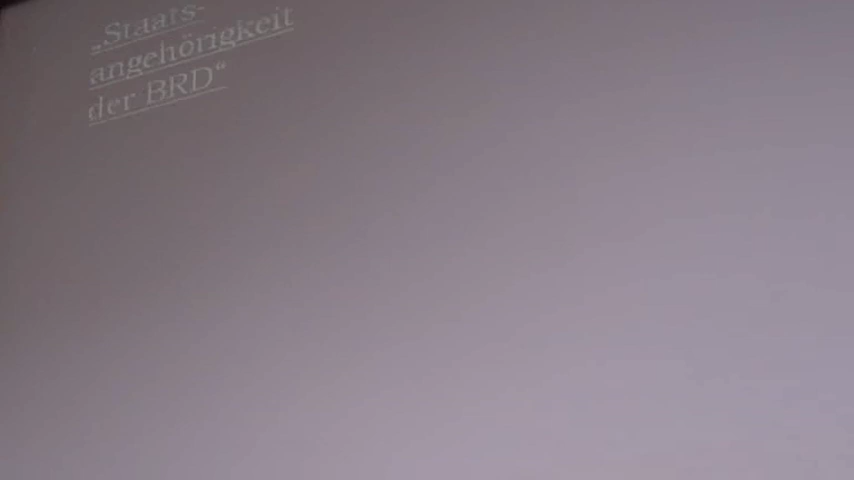 „Staats-
angehörigkeit
der BRD“